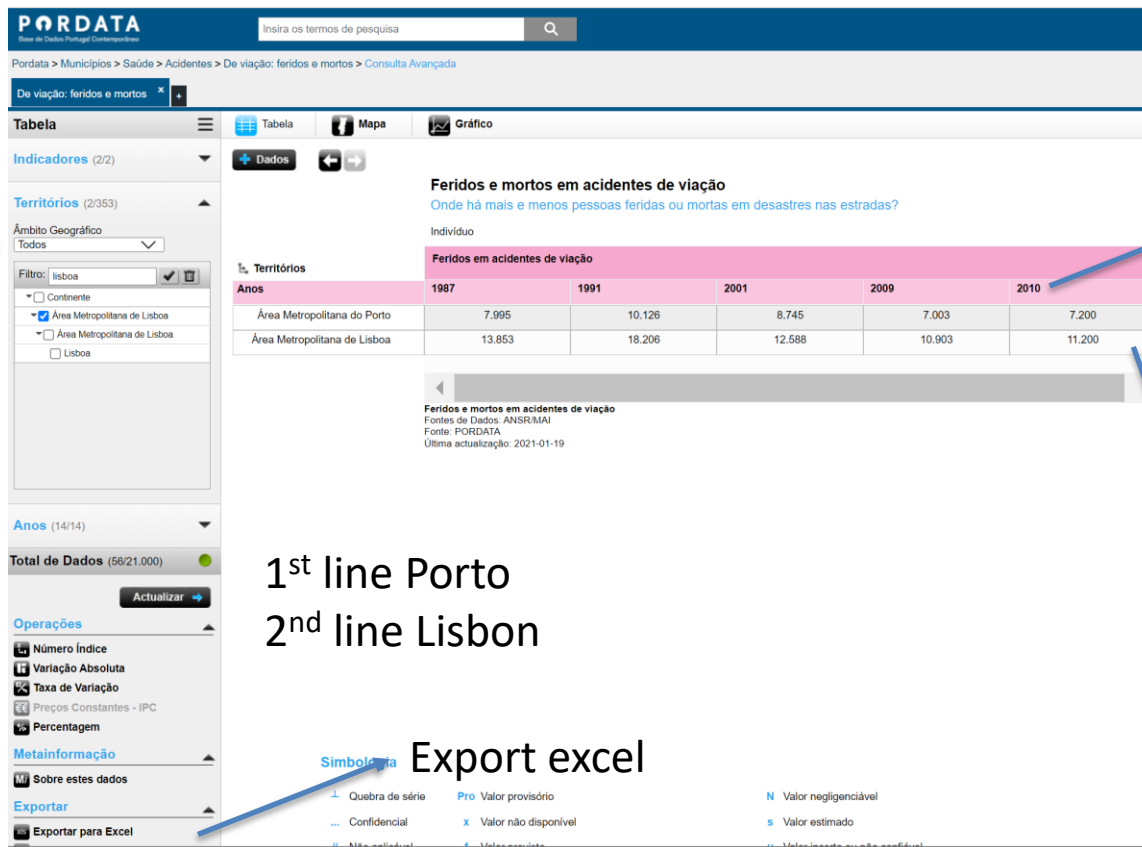 PORDATA
Base de Dados Portugal Contemporâneo
Insira os termos de pesquisa
Pordata > Municípios > Saúde > Acidentes > De viação: feridos e mortos > Consulta Avançada
De viação: feridos e mortos x +
Tabela
Tabela Mapa Gráfico
Indicadores (2/2)
+ Dados
Feridos e mortos em acidentes de viação
Onde há mais e menos pessoas feridas ou mortas em desastres nas estradas?
Territórios (2/353)
Âmbito Geográfico
Todos
Indivíduo
Filtro: lisboa
Continente
Área Metropolitana de Lisboa
Área Metropolitana de Lisboa
Lisboa
Territórios Feridos em acidentes de viação
Anos 1987 1991 2001 2009 2010
Área Metropolitana do Porto 7.995 10.126 8.745 7.003 7.200
Área Metropolitana de Lisboa 13.853 18.206 12.588 10.903 11.200
Feridos e mortos em acidentes de viação
Fontes de Dados: ANSR/MAI
Fonte: PORDATA
Última actualização: 2021-01-19
Anos (14/14)
Total de Dados (56/21.000)
Actualizar
1st line Porto
2nd line Lisbon
Operações
Número Índice
Variação Absoluta
Taxa de Variação
Preços Constantes - IPC
Percentagem
Metainformação
Sobre estes dados
Exportar
Exportar para Excel
Export excel
⊥ Quebra de série Pro Valor provisório N Valor negligenciável
... Confidencial x Valor não disponível s Valor estimado